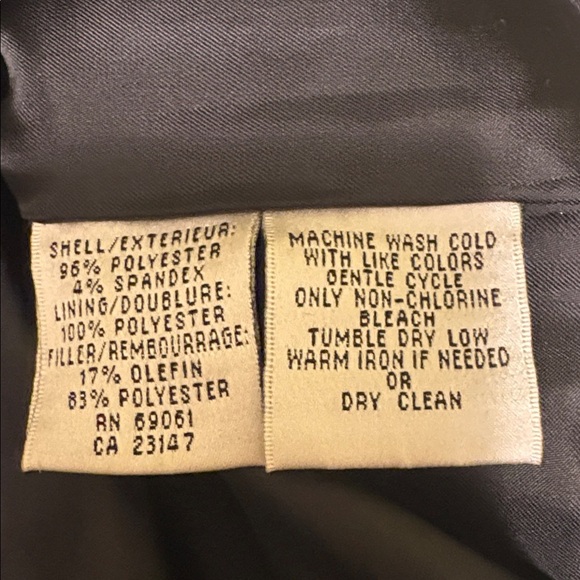 SHELL/EXTERIEUR:
96% POLYESTER
4% SPANDEX
LINING/DOUBLURE:
100% POLYESTER
FILLER/REMBOURRAGE:
17% OLEFIN
83% POLYESTER
RN 69061
CA 23147
MACHINE WASH COLD
WITH LIKE COLORS
GENTLE CYCLE
ONLY NON-CHLORINE
BLEACH
TUMBLE DRY LOW
WARM IRON IF NEEDED
OR
DRY CLEAN